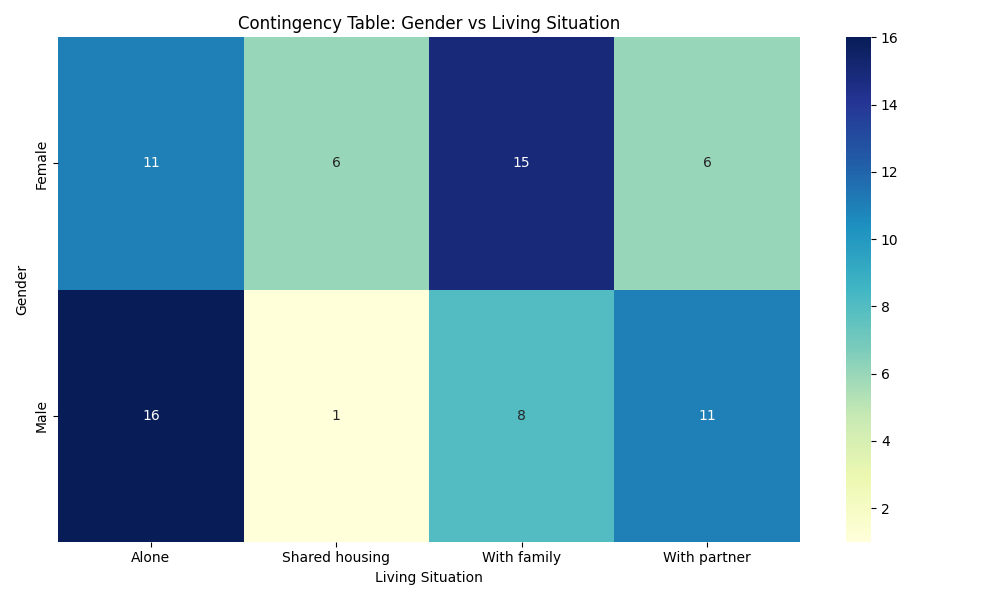 Contingency Table: Gender vs Living Situation
Gender
Female
11 6 15 6
Male
16 1 8 11
Alone Shared housing With family With partner
Living Situation
16
14
12
10
8
6
4
2